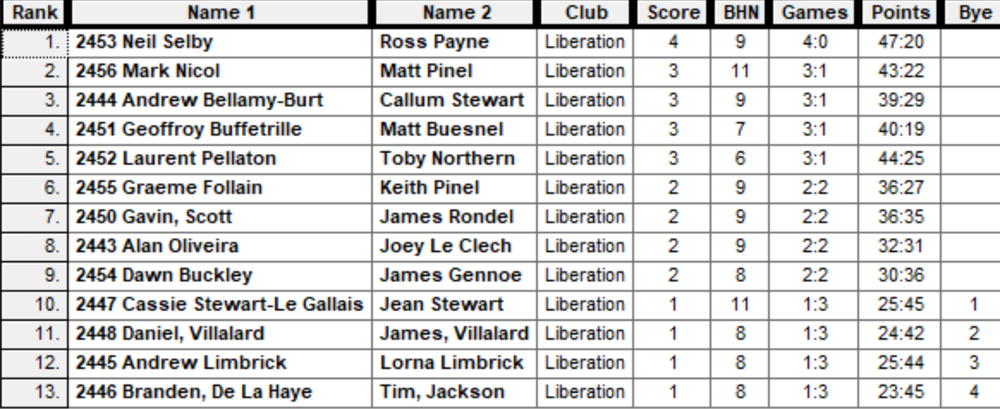 Rank Name 1 Name 2 Club Score BHN Games Points Bye
1. 2453 Neil Selby Ross Payne Liberation 4 9 4:0 47:20
2. 2456 Mark Nicol Matt Pinel Liberation 3 11 3:1 43:22
3. 2444 Andrew Bellamy-Burt Callum Stewart Liberation 3 9 3:1 39:29
4. 2451 Geoffroy Buffetrille Matt Buesnel Liberation 3 7 3:1 40:19
5. 2452 Laurent Pellaton Toby Northern Liberation 3 6 3:1 44:25
6. 2455 Graeme Follain Keith Pinel Liberation 2 9 2:2 36:27
7. 2450 Gavin, Scott James Rondel Liberation 2 9 2:2 36:35
8. 2443 Alan Oliveira Joey Le Clech Liberation 2 9 2:2 32:31
9. 2454 Dawn Buckley James Gennoe Liberation 2 8 2:2 30:36
10. 2447 Cassie Stewart-Le Gallais Jean Stewart Liberation 1 11 1:3 25:45 1
11. 2448 Daniel, Villalard James, Villalard Liberation 1 8 1:3 24:42 2
12. 2445 Andrew Limbrick Lorna Limbrick Liberation 1 8 1:3 25:44 3
13. 2446 Branden, De La Haye Tim, Jackson Liberation 1 8 1:3 23:45 4